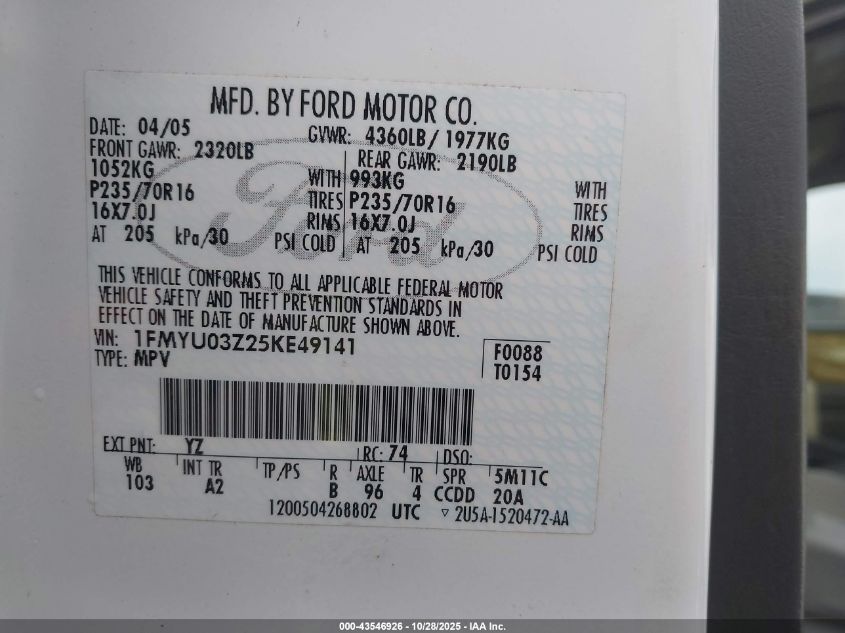 MFD. BY FORD MOTOR CO.
DATE: 04/05 GVWR: 4360LB/ 1977KG
FRONT GAWR: 2320LB REAR GAWR: 2190LB
1052KG WITH 993KG WITH
P235/70R16 TIRES P235/70R16 TIRES
16X7.0J RIMS 16X7.0J RIMS
AT 205 kPa/30 PSI COLD AT 205 kPa/30 PSI COLD
Ford
THIS VEHICLE CONFORMS TO ALL APPLICABLE FEDERAL MOTOR
VEHICLE SAFETY AND THEFT PREVENTION STANDARDS IN
EFFECT ON THE DATE OF MANUFACTURE SHOWN ABOVE.
VIN: 1FMYU03Z25KE49141 F0088
TYPE: MPV T0154
EXT PNT: YZ RC: 74 DSO:
WB INT TR TP/PS R AXLE TR SPR 5M11C
103 A2 B 96 4 CCDD 20A
1200504268802 UTC ▽ 2U5A-1520472-AA
000-43546926 - 10/28/2025 - IAA Inc.